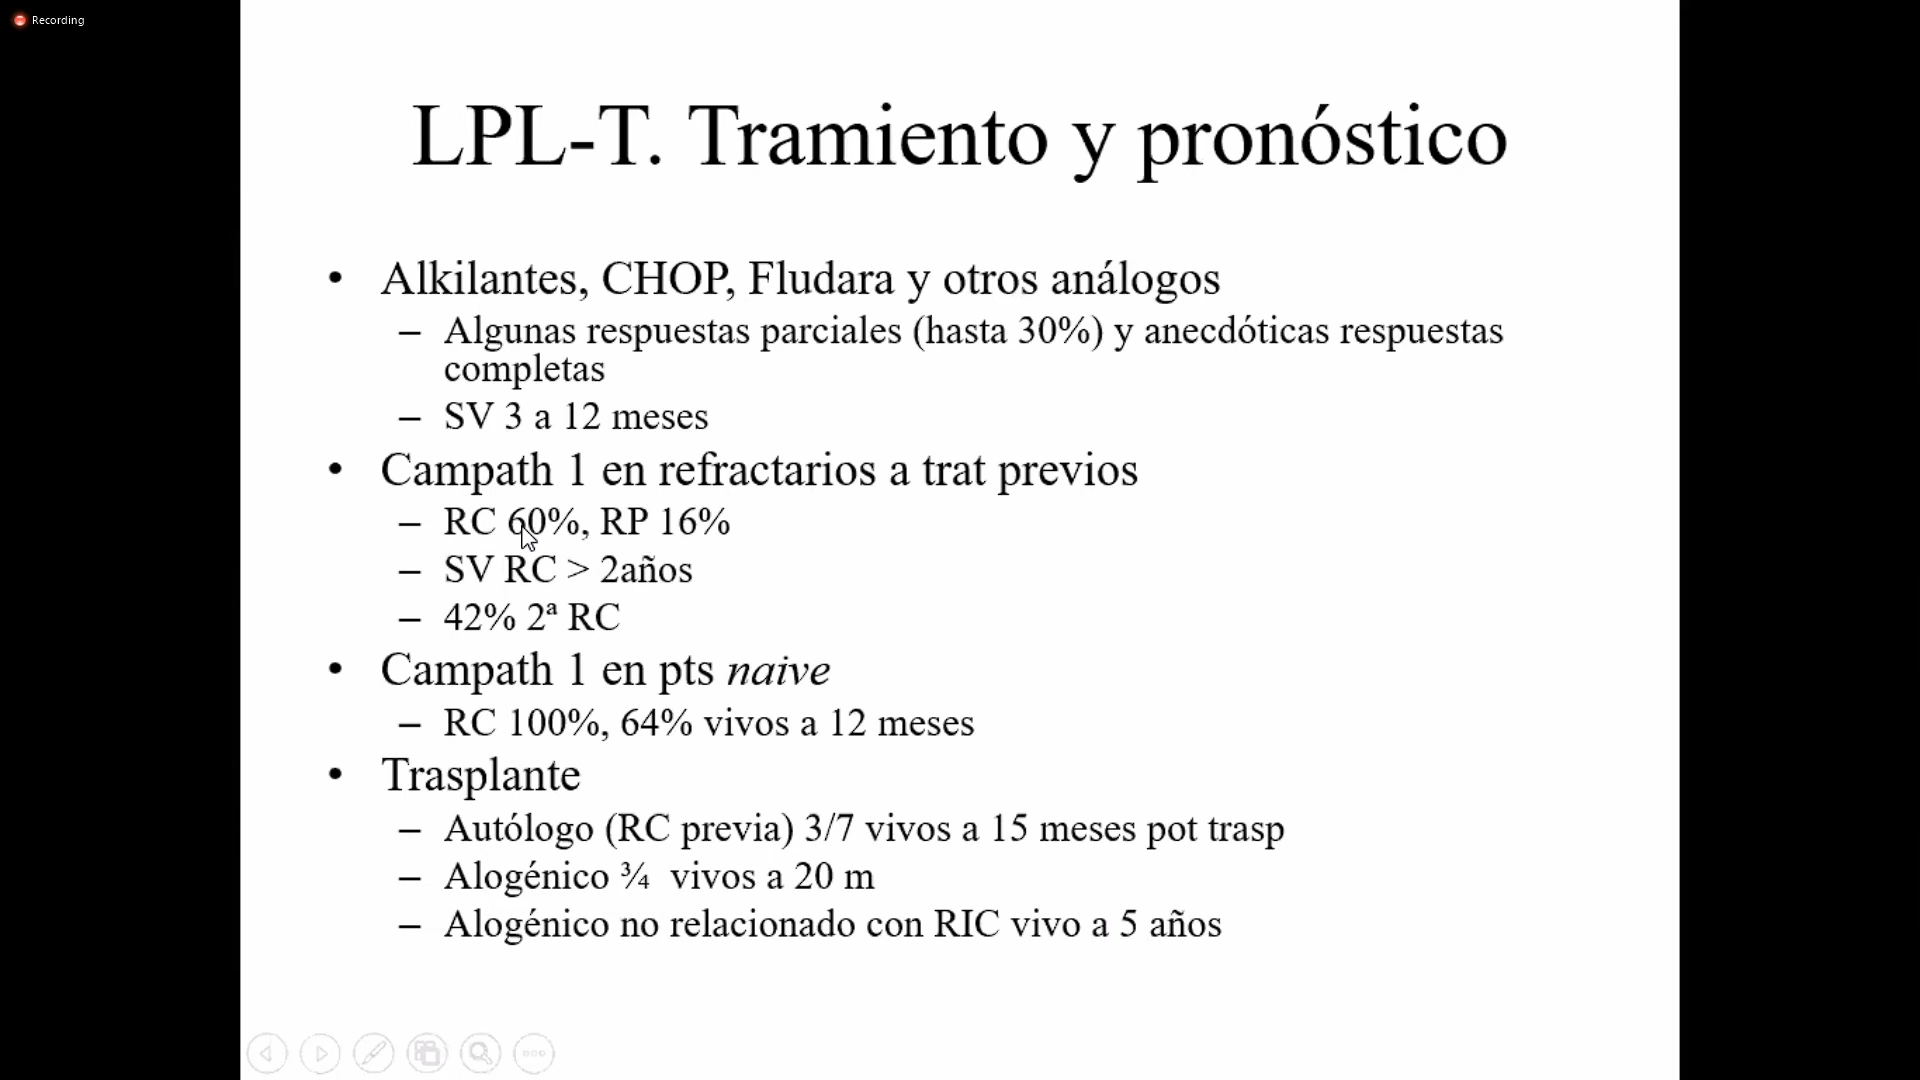 Recording
LPL-T. Tramiento y pronóstico
• Alkilantes, CHOP, Fludara y otros análogos
– Algunas respuestas parciales (hasta 30%) y anecdóticas respuestas
completas
– SV 3 a 12 meses
• Campath 1 en refractarios a trat previos
– RC 60%, RP 16%
– SV RC > 2años
– 42% 2ª RC
• Campath 1 en pts naive
– RC 100%, 64% vivos a 12 meses
• Trasplante
– Autólogo (RC previa) 3/7 vivos a 15 meses pot trasp
– Alogénico ¾ vivos a 20 m
– Alogénico no relacionado con RIC vivo a 5 años